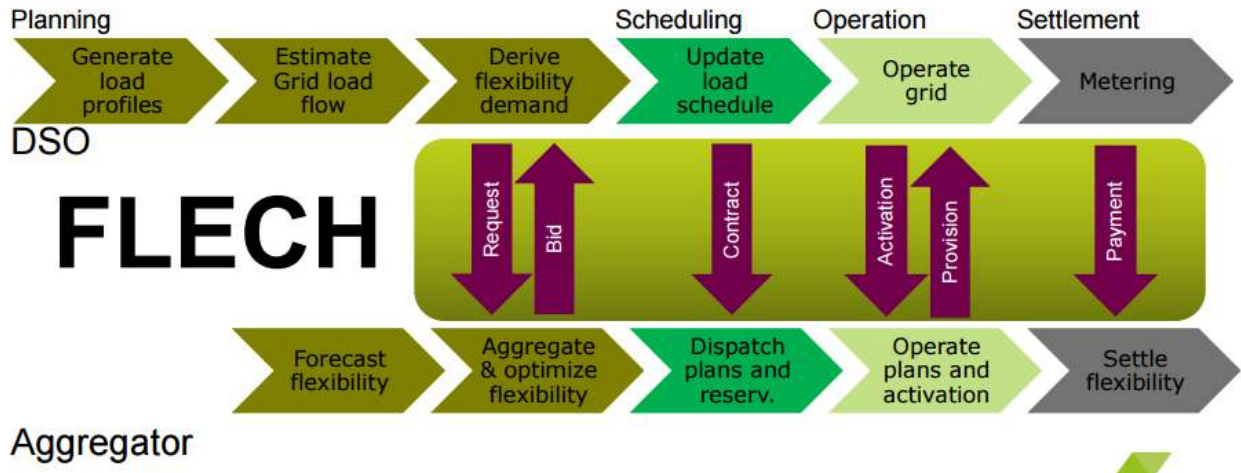 Planning
Scheduling
Operation
Settlement
Generate
load
profiles
Estimate
Grid load
flow
Derive
flexibility
demand
Update
load
schedule
Operate
grid
Metering
DSO
FLECH
Request
Bid
Contract
Activation
Provision
Payment
Forecast
flexibility
Aggregate
& optimize
flexibility
Dispatch
plans and
reserv.
Operate
plans and
activation
Settle
flexibility
Aggregator